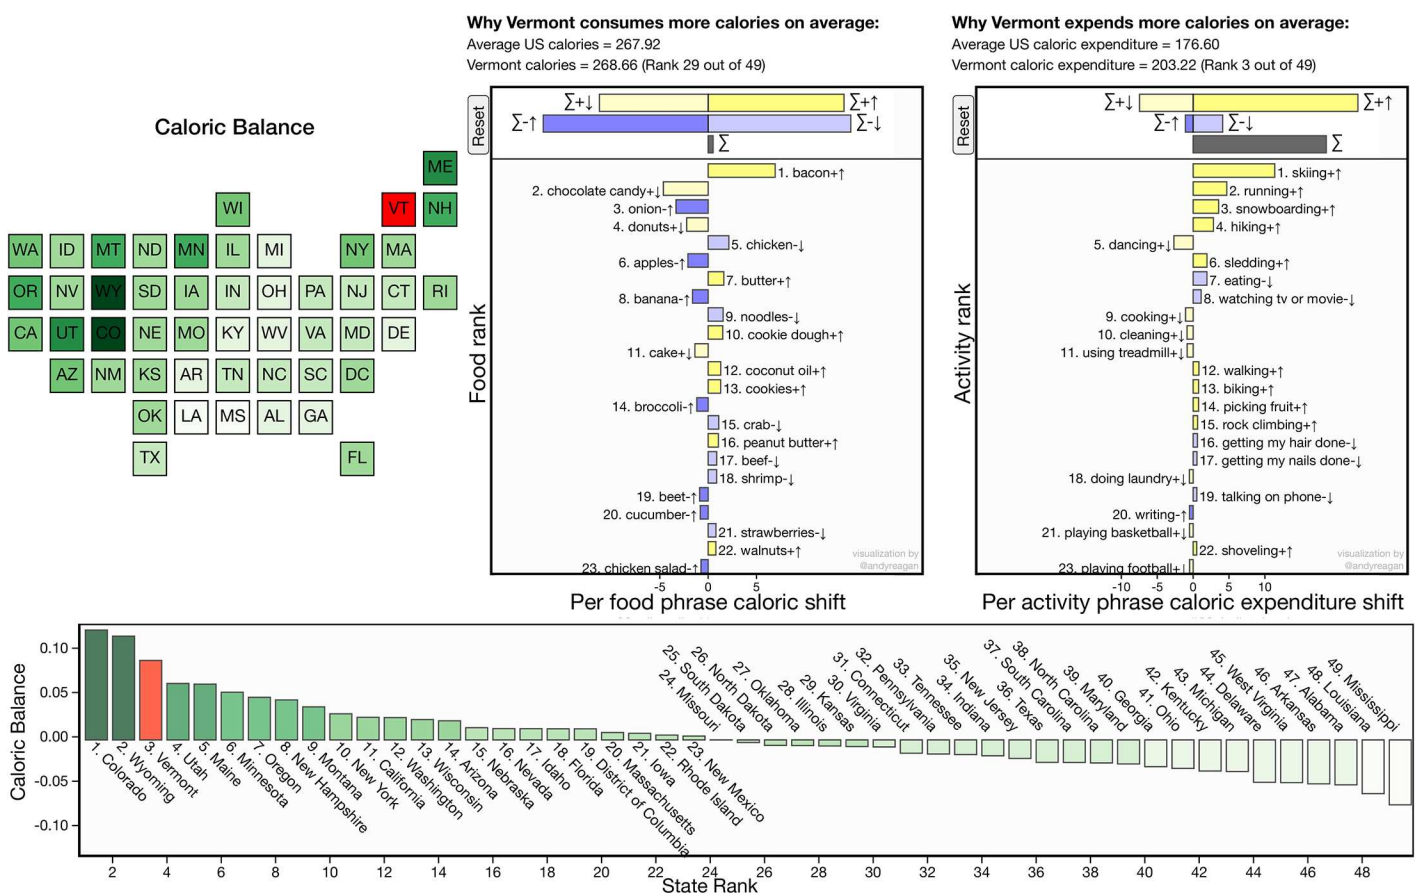 Caloric Balance
ME
WI
VT
NH
WA
ID
MT
ND
MN
IL
MI
NY
MA
OR
NV
WY
SD
IA
IN
OH
PA
NJ
CT
RI
CA
UT
CO
NE
MO
KY
WV
VA
MD
DE
AZ
NM
KS
AR
TN
NC
SC
DC
OK
LA
MS
AL
GA
TX
FL
Why Vermont consumes more calories on average:
Average US calories = 267.92
Vermont calories = 268.66 (Rank 29 out of 49)
Reset
∑+↓
∑+↑
∑-↑
∑-↓
∑
Food rank
1. bacon+↑
2. chocolate candy+↓
3. onion-↑
4. donuts+↓
5. chicken-↓
6. apples-↑
7. butter+↑
8. banana-↑
9. noodles-↓
10. cookie dough+↑
11. cake+↓
12. coconut oil+↑
13. cookies+↑
14. broccoli-↑
15. crab-↓
16. peanut butter+↑
17. beef-↓
18. shrimp-↓
19. beet-↑
20. cucumber-↑
21. strawberries-↓
22. walnuts+↑
23. chicken salad-↑
visualization by
@andyreagan
-5 0 5
Per food phrase caloric shift
Why Vermont expends more calories on average:
Average US caloric expenditure = 176.60
Vermont caloric expenditure = 203.22 (Rank 3 out of 49)
Reset
∑+↓
∑+↑
∑-↑
∑-↓
∑
Activity rank
1. skiing+↑
2. running+↑
3. snowboarding+↑
4. hiking+↑
5. dancing+↓
6. sledding+↑
7. eating-↓
8. watching tv or movie-↓
9. cooking+↓
10. cleaning+↓
11. using treadmill+↓
12. walking+↑
13. biking+↑
14. picking fruit+↑
15. rock climbing+↑
16. getting my hair done-↓
17. getting my nails done-↓
18. doing laundry+↓
19. talking on phone-↓
20. writing-↑
21. playing basketball+↓
22. shoveling+↑
23. playing football+↓
visualization by
@andyreagan
-10 -5 0 5 10
Per activity phrase caloric expenditure shift
Caloric Balance
0.10
0.05
0.00
-0.05
-0.10
1. Colorado
2. Wyoming
3. Vermont
4. Utah
5. Maine
6. Minnesota
7. Oregon
8. New Hampshire
9. Montana
10. New York
11. California
12. Washington
13. Wisconsin
14. Arizona
15. Nebraska
16. Nevada
17. Idaho
18. Florida
19. District of Columbia
20. Massachusetts
21. Iowa
22. Rhode Island
23. New Mexico
24. Missouri
25. South Dakota
26. North Dakota
27. Oklahoma
28. Illinois
29. Kansas
30. Virginia
31. Connecticut
32. Pennsylvania
33. Tennessee
34. Indiana
35. New Jersey
36. Texas
37. South Carolina
38. North Carolina
39. Maryland
40. Georgia
41. Ohio
42. Kentucky
43. Michigan
44. Delaware
45. West Virginia
46. Arkansas
47. Alabama
48. Louisiana
49. Mississippi
2 4 6 8 10 12 14 16 18 20 22 24 26 28 30 32 34 36 38 40 42 44 46 48
State Rank